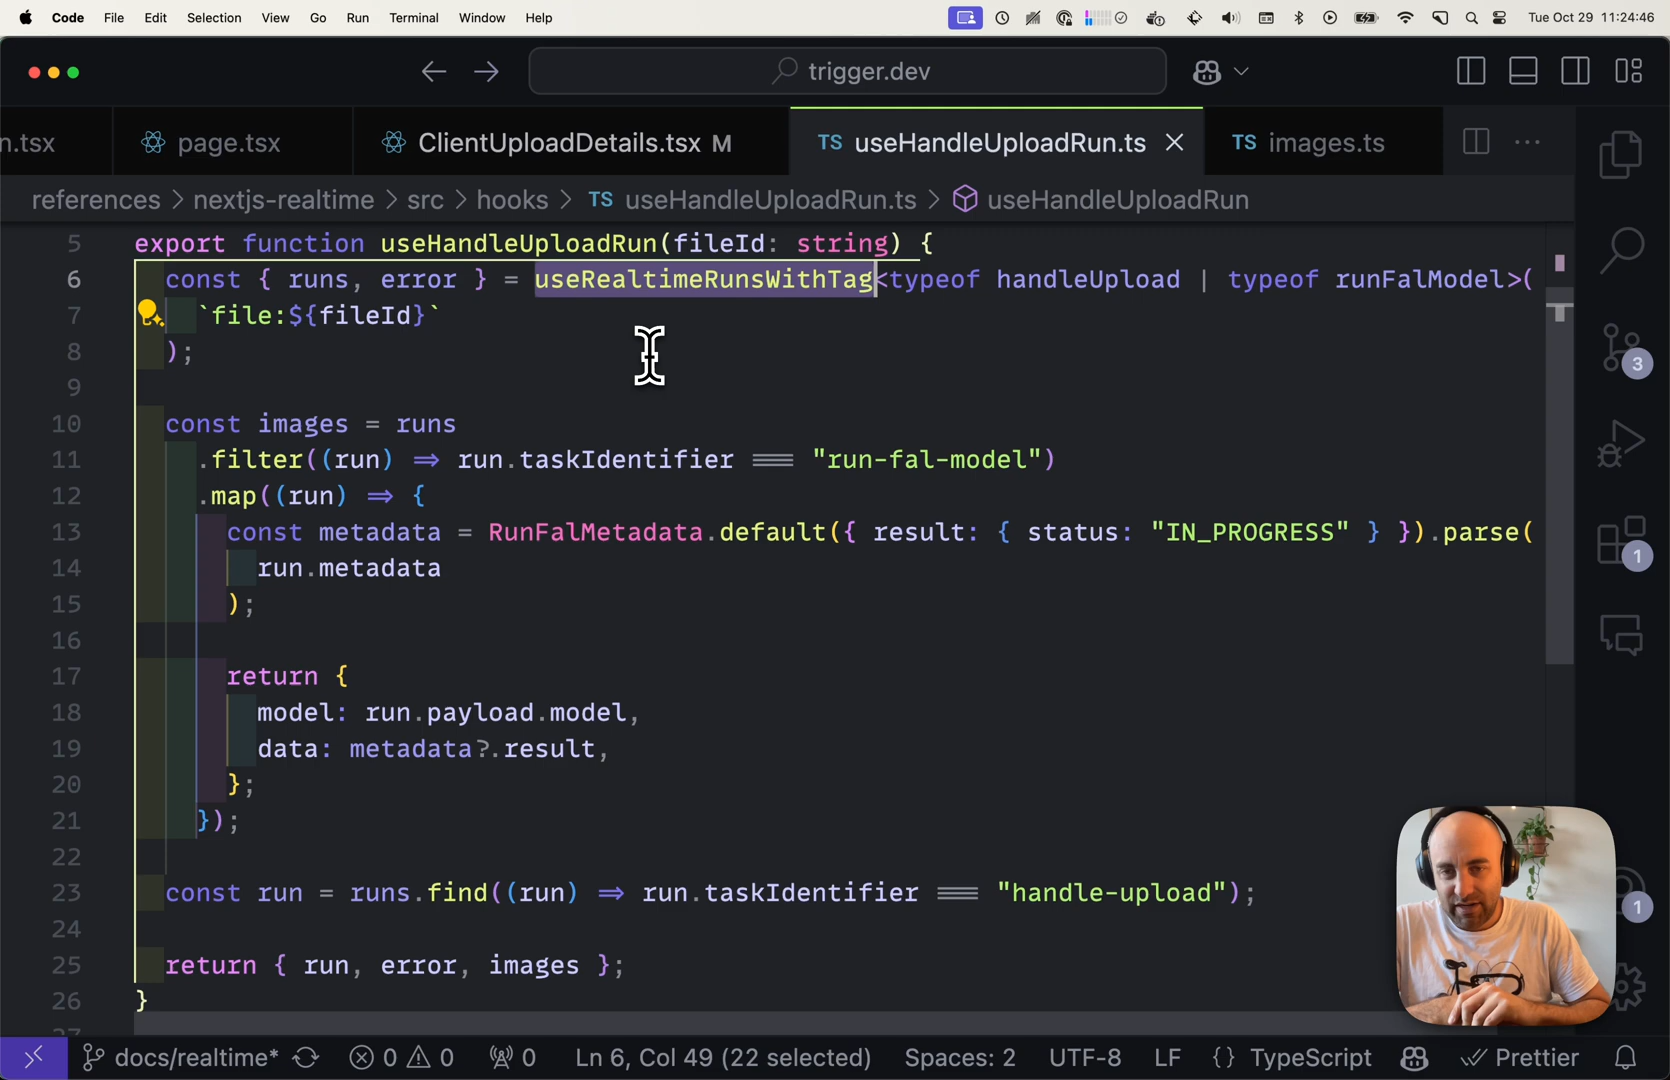 Code File Edit Selection View Go Run Terminal Window Help Tue Oct 29 11:24:46
trigger.dev
n.tsx page.tsx ClientUploadDetails.tsx M TS useHandleUploadRun.ts TS images.ts ...
references > nextjs-realtime > src > hooks > TS useHandleUploadRun.ts > useHandleUploadRun
5 export function useHandleUploadRun(fileId: string) {
6 const { runs, error } = useRealtimeRunsWithTag<typeof handleUpload | typeof runFalModel>(
7 `file:${fileId}`
8 );
9
10 const images = runs
11 .filter((run) => run.taskIdentifier === "run-fal-model")
12 .map((run) => {
13 const metadata = RunFalMetadata.default({ result: { status: "IN_PROGRESS" } }).parse(
14 run.metadata
15 );
16
17 return {
18 model: run.payload.model,
19 data: metadata?.result,
20 };
21 });
22
23 const run = runs.find((run) => run.taskIdentifier === "handle-upload");
24
25 return { run, error, images };
26 }
27
3
1
1
docs/realtime* 0 0 0 Ln 6, Col 49 (22 selected) Spaces: 2 UTF-8 LF {} TypeScript Prettier